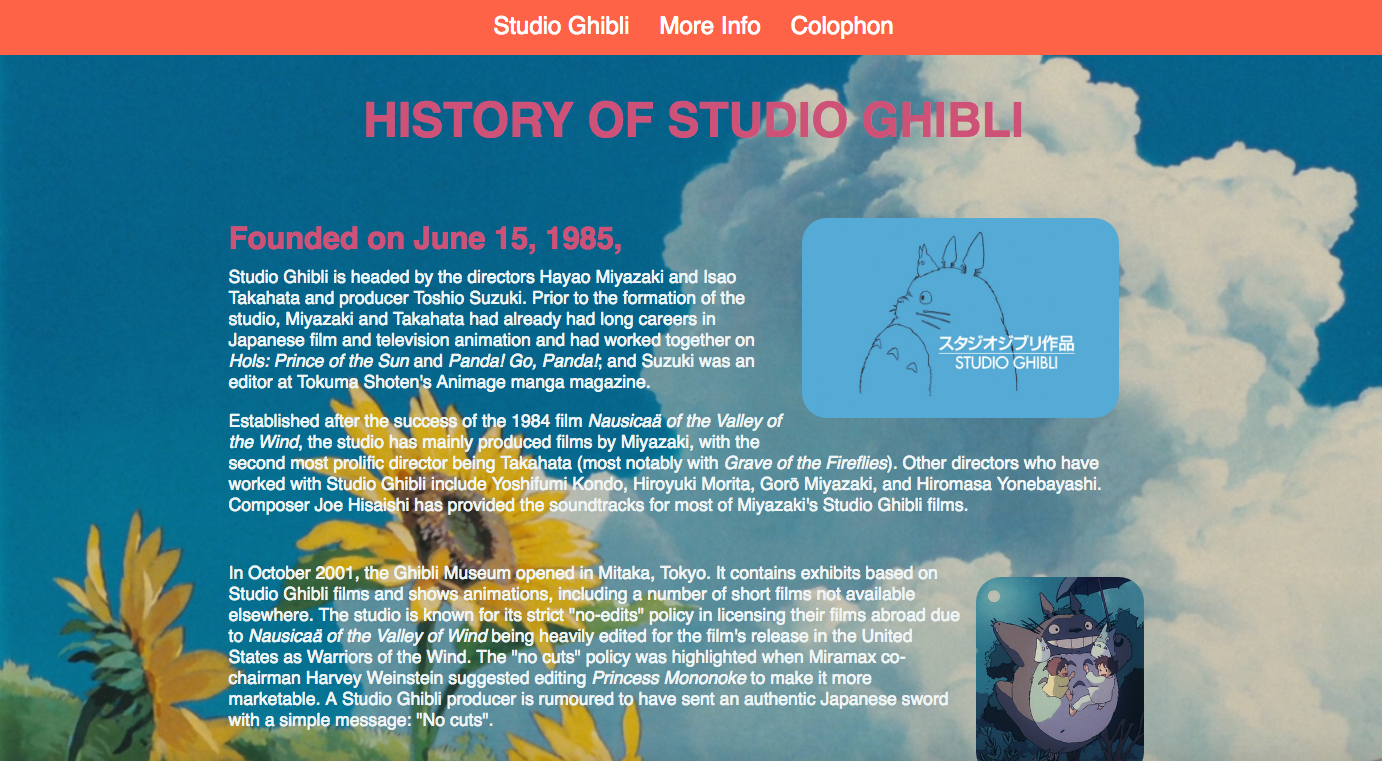 Studio Ghibli More Info Colophon
HISTORY OF STUDIO GHIBLI
Founded on June 15, 1985,
Studio Ghibli is headed by the directors Hayao Miyazaki and Isao
Takahata and producer Toshio Suzuki. Prior to the formation of the
studio, Miyazaki and Takahata had already had long careers in
Japanese film and television animation and had worked together on
Hols: Prince of the Sun and Panda! Go, Panda!; and Suzuki was an
editor at Tokuma Shoten's Animage manga magazine.
スタジオジブリ作品
STUDIO GHIBLI
Established after the success of the 1984 film Nausicaä of the Valley of
the Wind, the studio has mainly produced films by Miyazaki, with the
second most prolific director being Takahata (most notably with Grave of the Fireflies). Other directors who have
worked with Studio Ghibli include Yoshifumi Kondo, Hiroyuki Morita, Gorō Miyazaki, and Hiromasa Yonebayashi.
Composer Joe Hisaishi has provided the soundtracks for most of Miyazaki's Studio Ghibli films.
In October 2001, the Ghibli Museum opened in Mitaka, Tokyo. It contains exhibits based on
Studio Ghibli films and shows animations, including a number of short films not available
elsewhere. The studio is known for its strict "no-edits" policy in licensing their films abroad due
to Nausicaä of the Valley of Wind being heavily edited for the film's release in the United
States as Warriors of the Wind. The "no cuts" policy was highlighted when Miramax co-
chairman Harvey Weinstein suggested editing Princess Mononoke to make it more
marketable. A Studio Ghibli producer is rumoured to have sent an authentic Japanese sword
with a simple message: "No cuts".